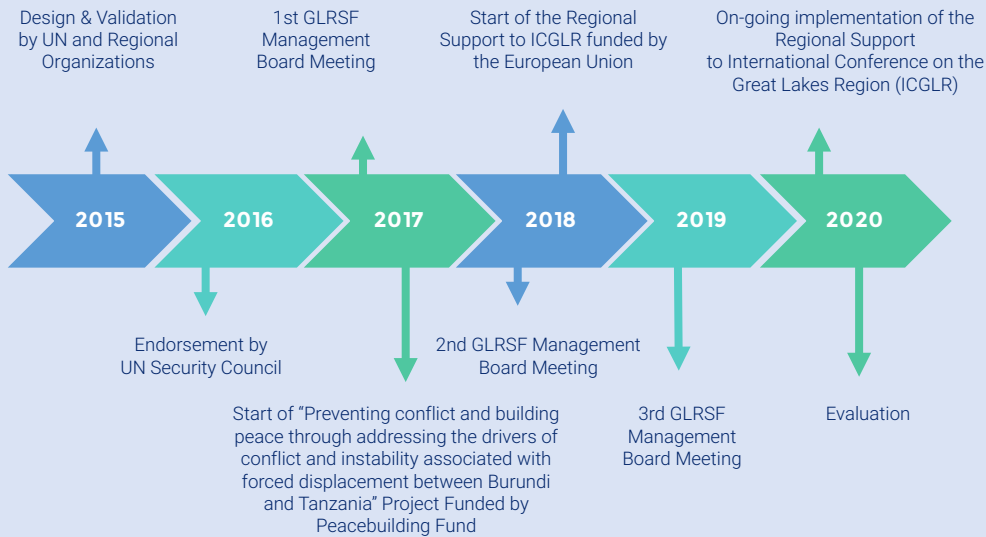 Design & Validation
by UN and Regional
Organizations
1st GLRSF
Management
Board Meeting
Start of the Regional
Support to ICGLR funded by
the European Union
On-going implementation of the
Regional Support
to International Conference on the
Great Lakes Region (ICGLR)
2015
2016
2017
2018
2019
2020
Endorsement by
UN Security Council
Start of “Preventing conflict and building
peace through addressing the drivers of
conflict and instability associated with
forced displacement between Burundi
and Tanzania” Project Funded by
Peacebuilding Fund
2nd GLRSF Management
Board Meeting
3rd GLRSF
Management
Board Meeting
Evaluation